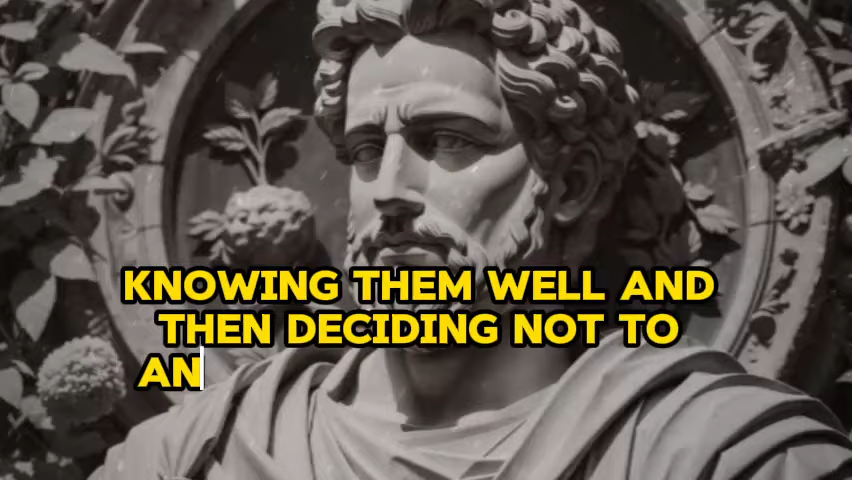 KNOWING THEM WELL AND
THEN DECIDING NOT TO
AN